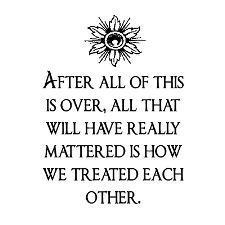 AFTER ALL OF THIS
IS OVER, ALL THAT
WILL HAVE REALLY
MATTERED IS HOW
WE TREATED EACH
OTHER.